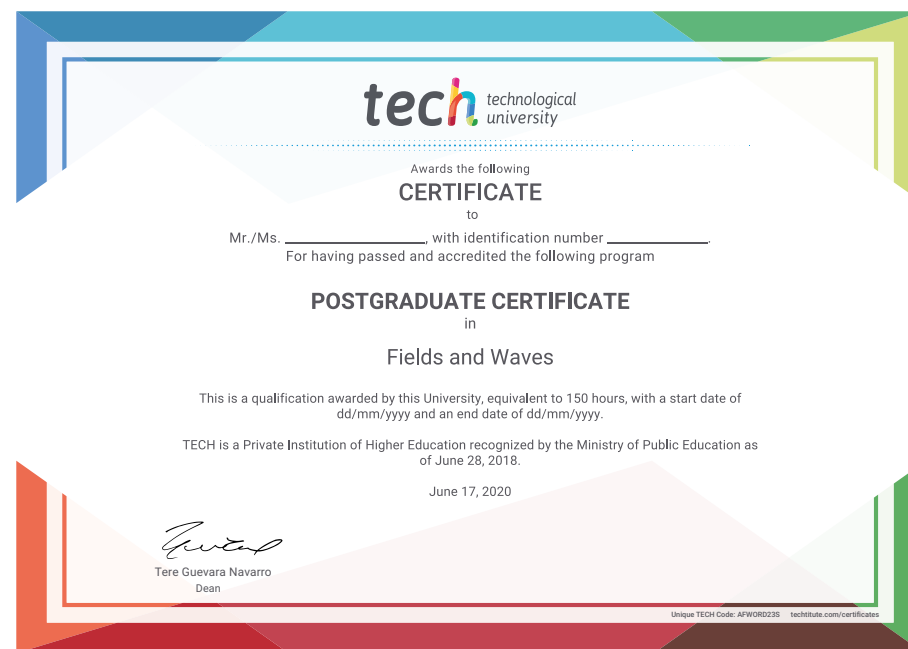 tech technological
university
Awards the following
CERTIFICATE
to
Mr./Ms. ____________________, with identification number ______________.
For having passed and accredited the following program
POSTGRADUATE CERTIFICATE
in
Fields and Waves
This is a qualification awarded by this University, equivalent to 150 hours, with a start date of
dd/mm/yyyy and an end date of dd/mm/yyyy.
TECH is a Private Institution of Higher Education recognized by the Ministry of Public Education as
of June 28, 2018.
June 17, 2020
Tere Guevara Navarro
Dean
Unique TECH Code: AFWORD23S techtitute.com/certificates